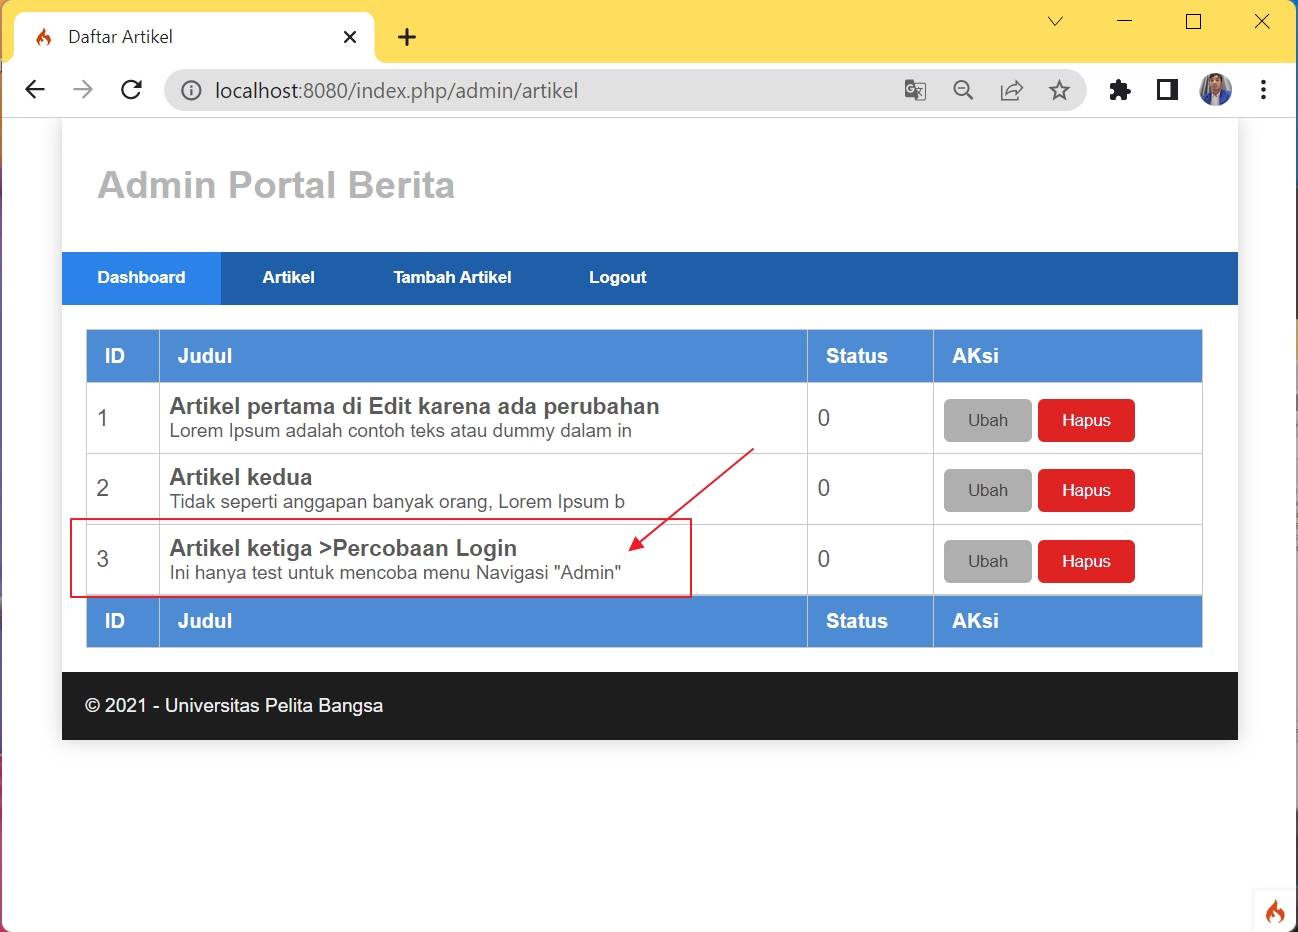 Daftar Artikel
localhost:8080/index.php/admin/artikel
Admin Portal Berita
Dashboard Artikel Tambah Artikel Logout
ID Judul Status AKsi
1 Artikel pertama di Edit karena ada perubahan 0 Ubah Hapus
Lorem Ipsum adalah contoh teks atau dummy dalam in
2 Artikel kedua 0 Ubah Hapus
Tidak seperti anggapan banyak orang, Lorem Ipsum b
3 Artikel ketiga >Percobaan Login 0 Ubah Hapus
Ini hanya test untuk mencoba menu Navigasi "Admin"
ID Judul Status AKsi
© 2021 - Universitas Pelita Bangsa